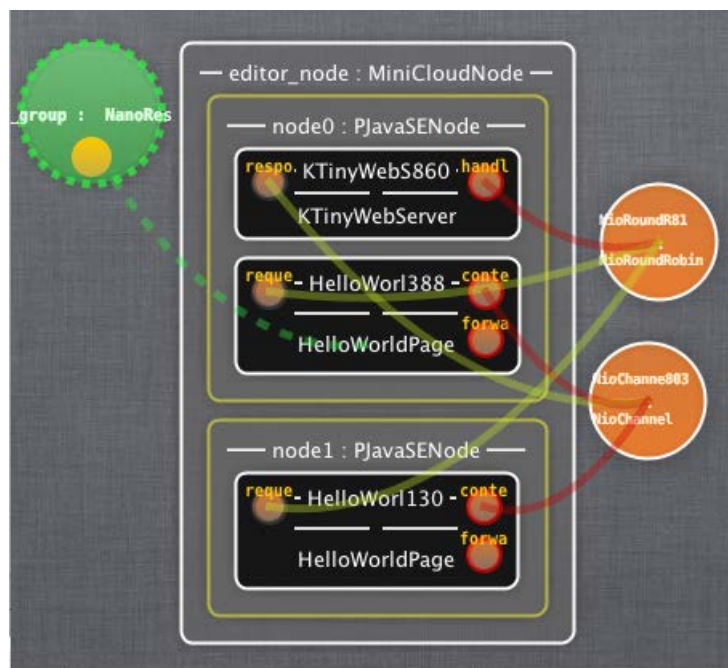 editor_node : MiniCloudNode
_group : NanoRes
node0 : PJavaSENode
respo
KTinyWebS860
handl
KTinyWebServer
NioRoundR81
:
NioRoundRobin
reque
HelloWorl388
conte
forwa
HelloWorldPage
NioChanne803
:
NioChannel
node1 : PJavaSENode
reque
HelloWorl130
conte
forwa
HelloWorldPage